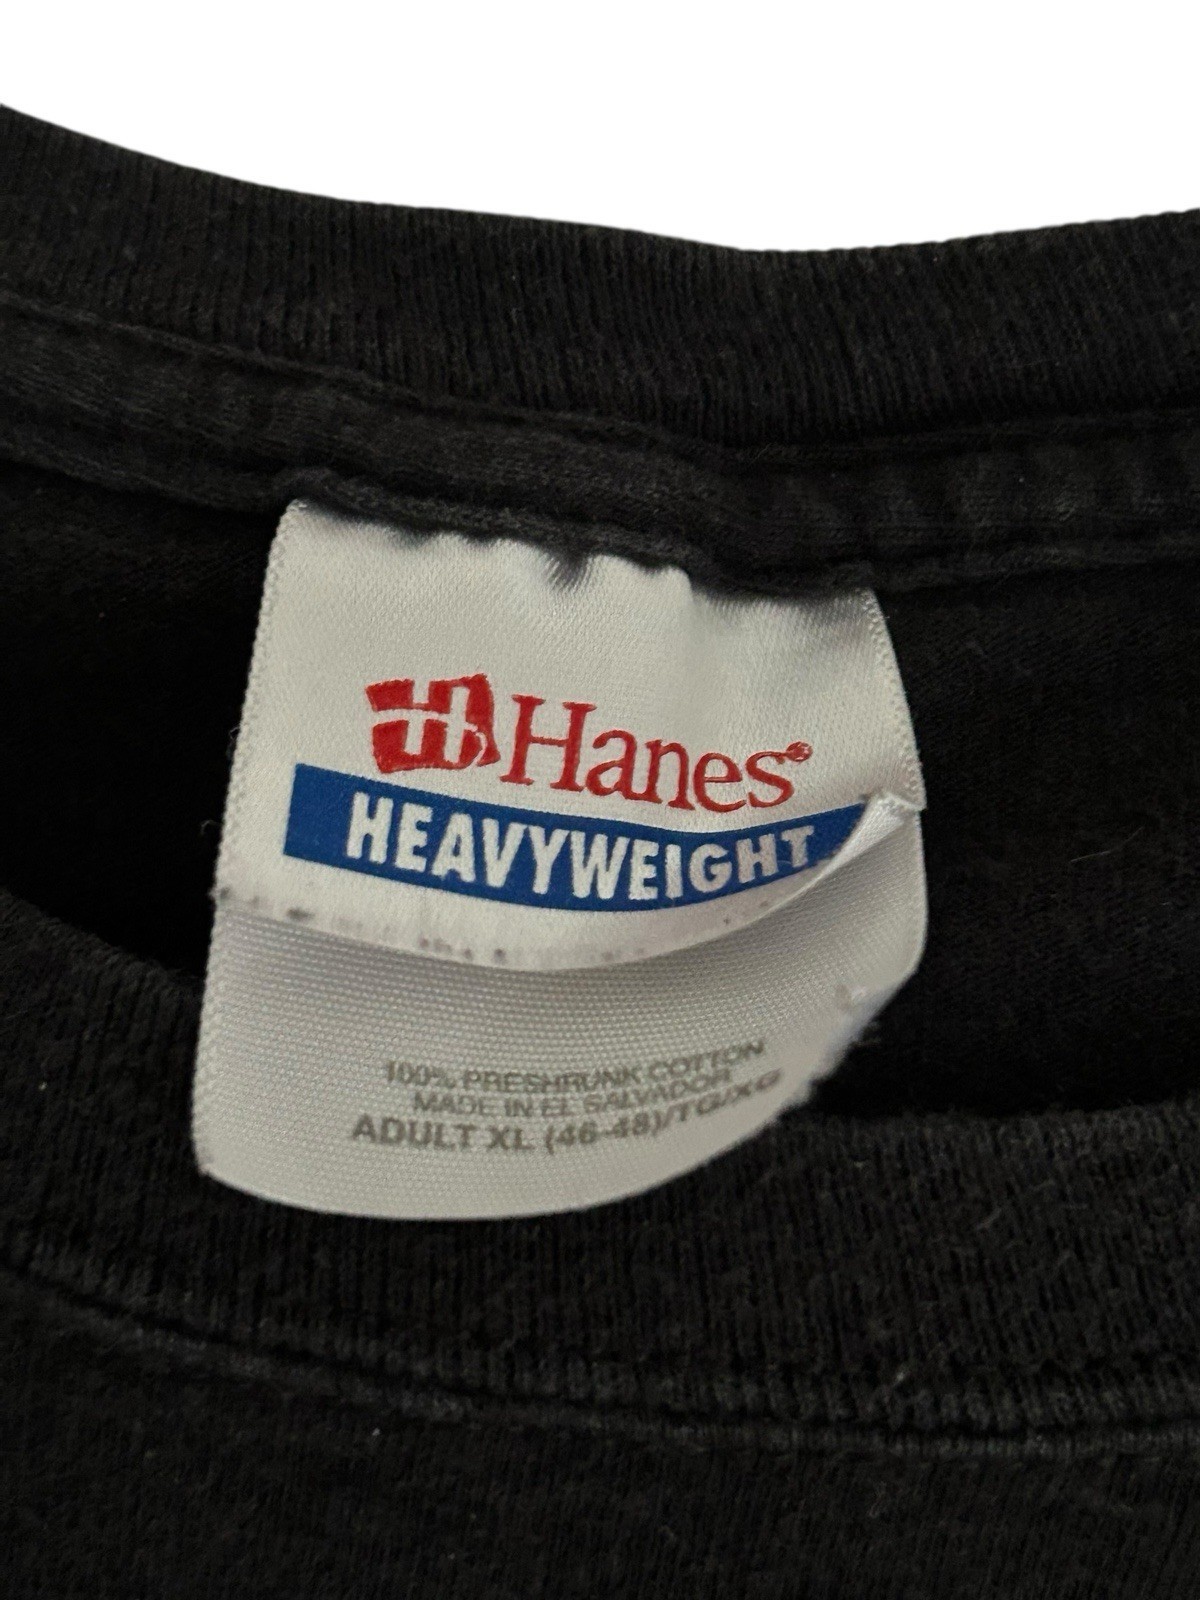 H Hanes®
HEAVYWEIGHT
100% PRESHRUNK COTTON
MADE IN EL SALVADOR
ADULT XL (46-48)/TG/XG